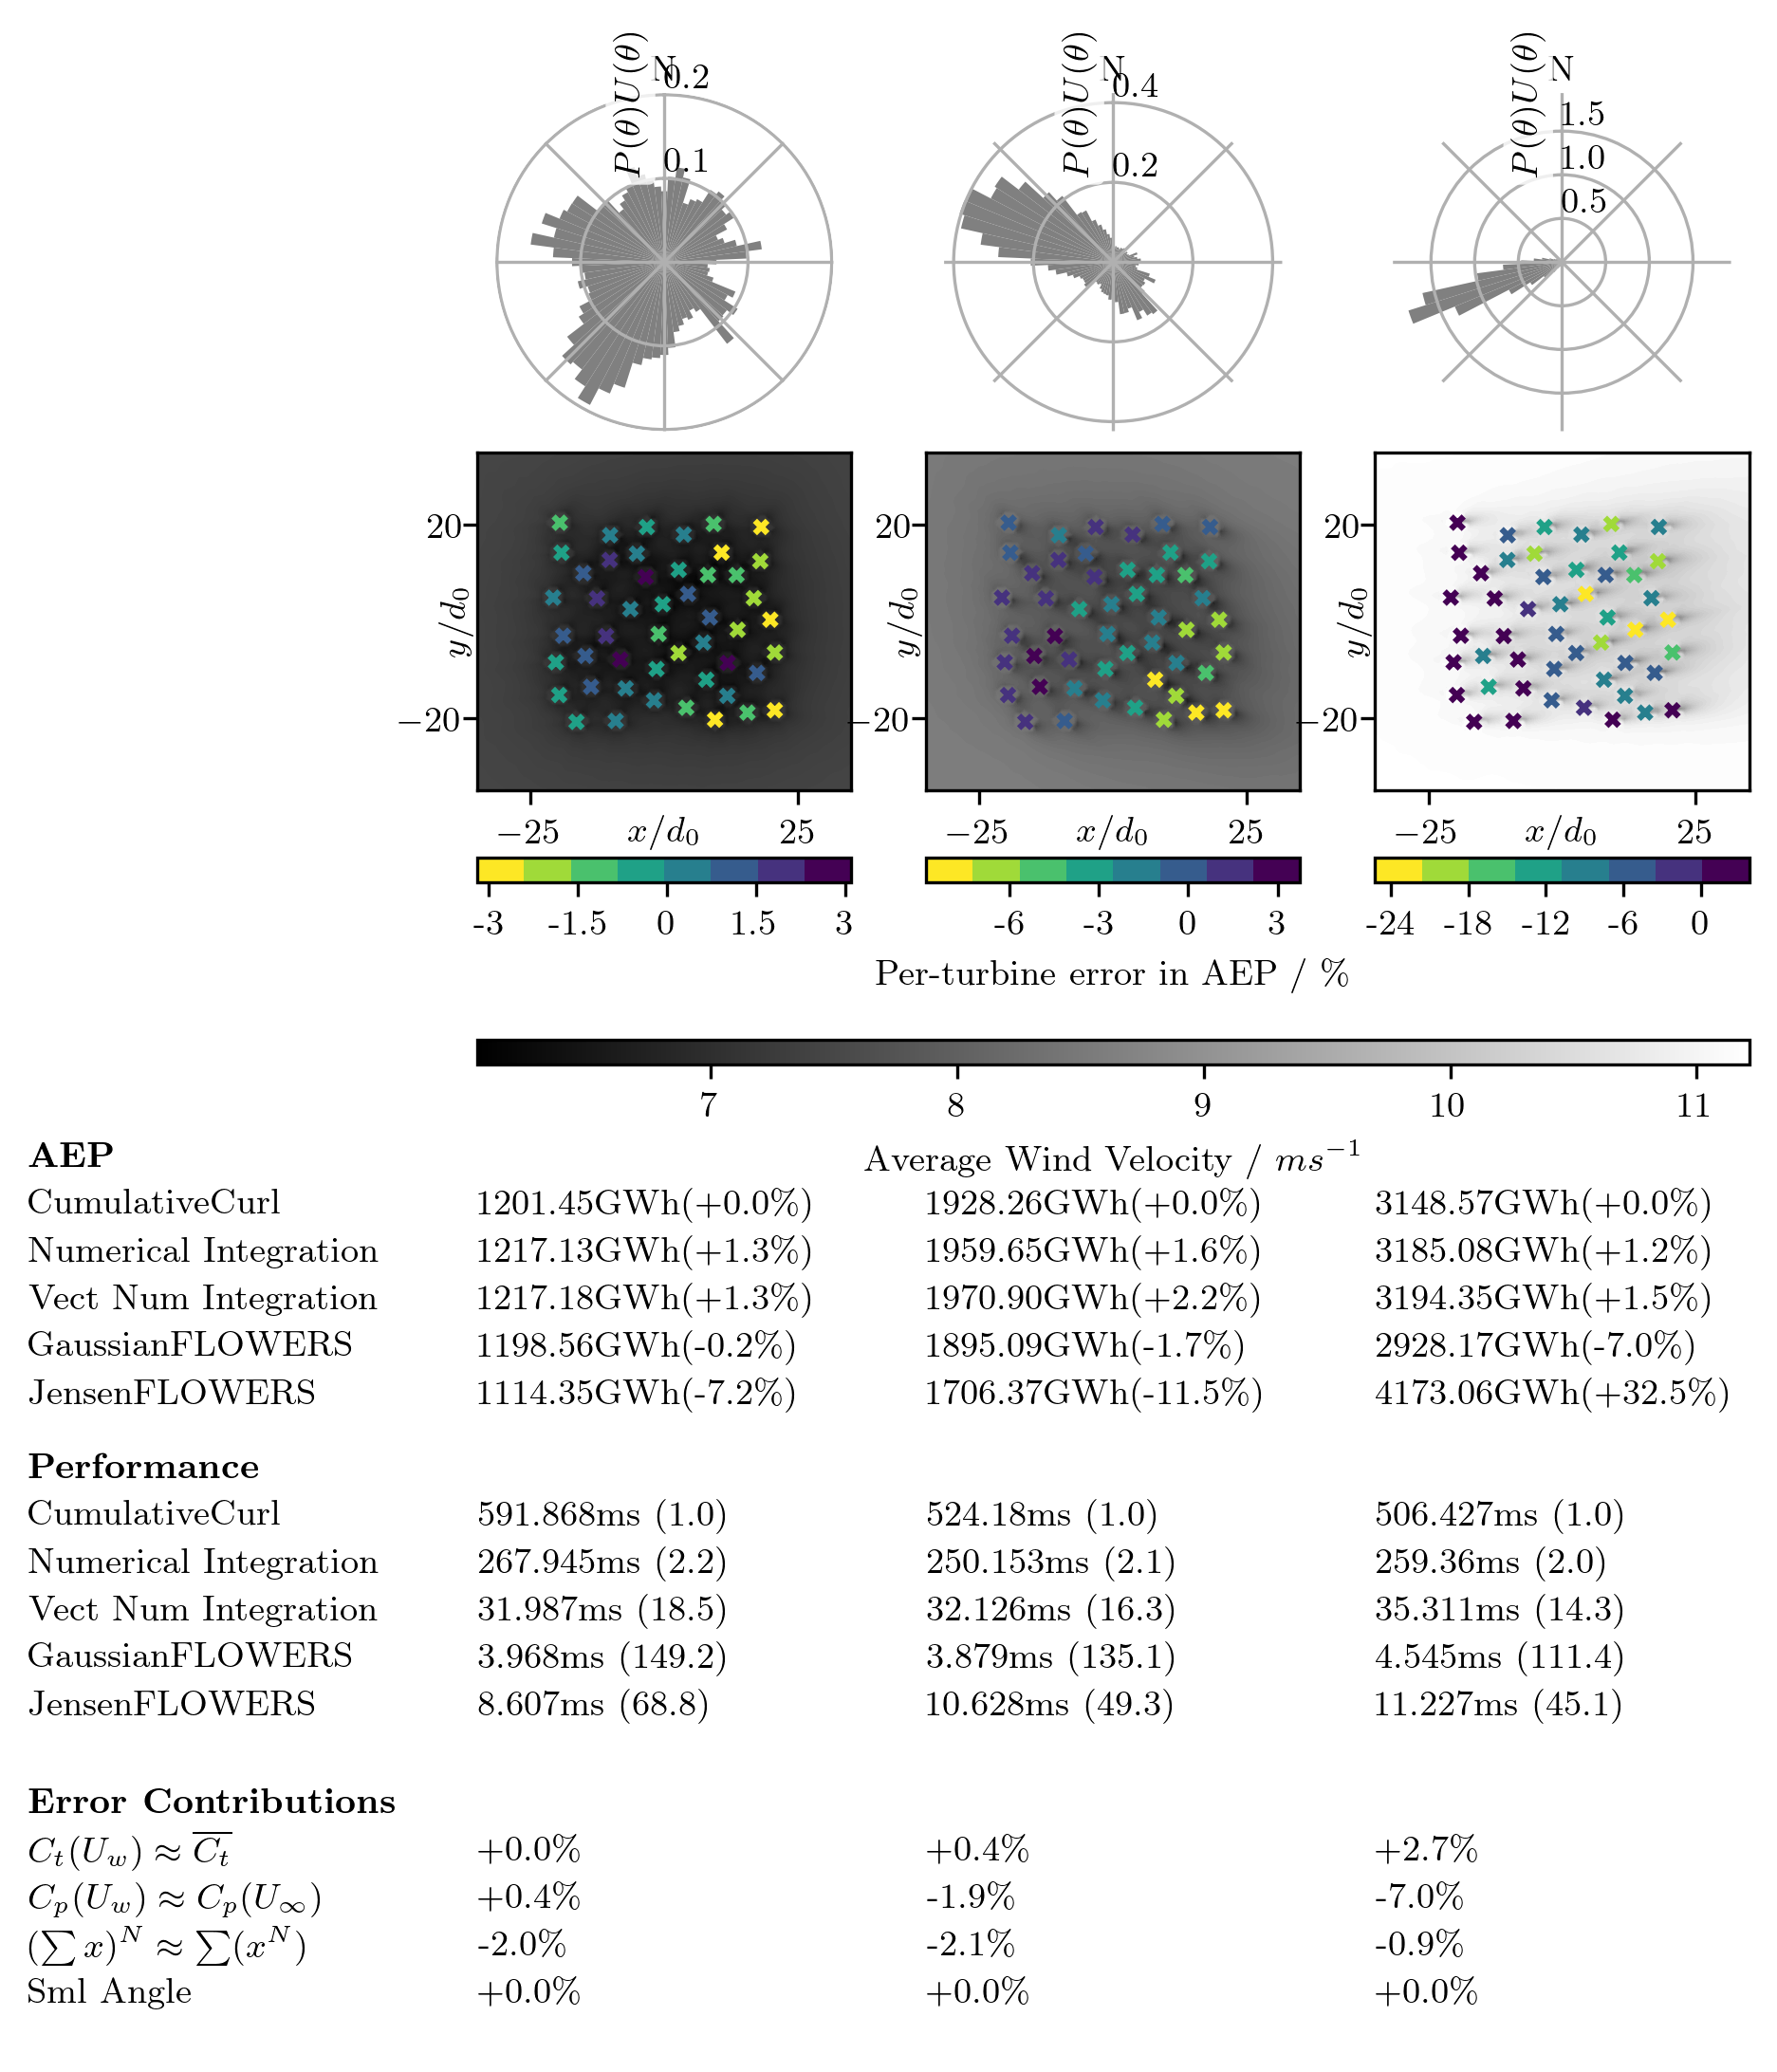 N N N
P(θ)U(θ) P(θ)U(θ) P(θ)U(θ)
0.2 0.4 1.5
0.1 0.2 1.0
0.5
20 20 20
y/d₀ y/d₀ y/d₀
−20 −20 −20
−25 x/d₀ 25 −25 x/d₀ 25 −25 x/d₀ 25
-3 -1.5 0 1.5 3 -6 -3 0 3 -24 -18 -12 -6 0
Per-turbine error in AEP / %
7 8 9 10 11
Average Wind Velocity / ms⁻¹
AEP
CumulativeCurl 1201.45GWh(+0.0%) 1928.26GWh(+0.0%) 3148.57GWh(+0.0%)
Numerical Integration 1217.13GWh(+1.3%) 1959.65GWh(+1.6%) 3185.08GWh(+1.2%)
Vect Num Integration 1217.18GWh(+1.3%) 1970.90GWh(+2.2%) 3194.35GWh(+1.5%)
GaussianFLOWERS 1198.56GWh(-0.2%) 1895.09GWh(-1.7%) 2928.17GWh(-7.0%)
JensenFLOWERS 1114.35GWh(-7.2%) 1706.37GWh(-11.5%) 4173.06GWh(+32.5%)
Performance
CumulativeCurl 591.868ms (1.0) 524.18ms (1.0) 506.427ms (1.0)
Numerical Integration 267.945ms (2.2) 250.153ms (2.1) 259.36ms (2.0)
Vect Num Integration 31.987ms (18.5) 32.126ms (16.3) 35.311ms (14.3)
GaussianFLOWERS 3.968ms (149.2) 3.879ms (135.1) 4.545ms (111.4)
JensenFLOWERS 8.607ms (68.8) 10.628ms (49.3) 11.227ms (45.1)
Error Contributions
Cₜ(U_w) ≈ C̅ₜ̅ +0.0% +0.4% +2.7%
Cₚ(U_w) ≈ Cₚ(U_∞) +0.4% -1.9% -7.0%
(∑ x)ᴺ ≈ ∑(xᴺ) -2.0% -2.1% -0.9%
Sml Angle +0.0% +0.0% +0.0%